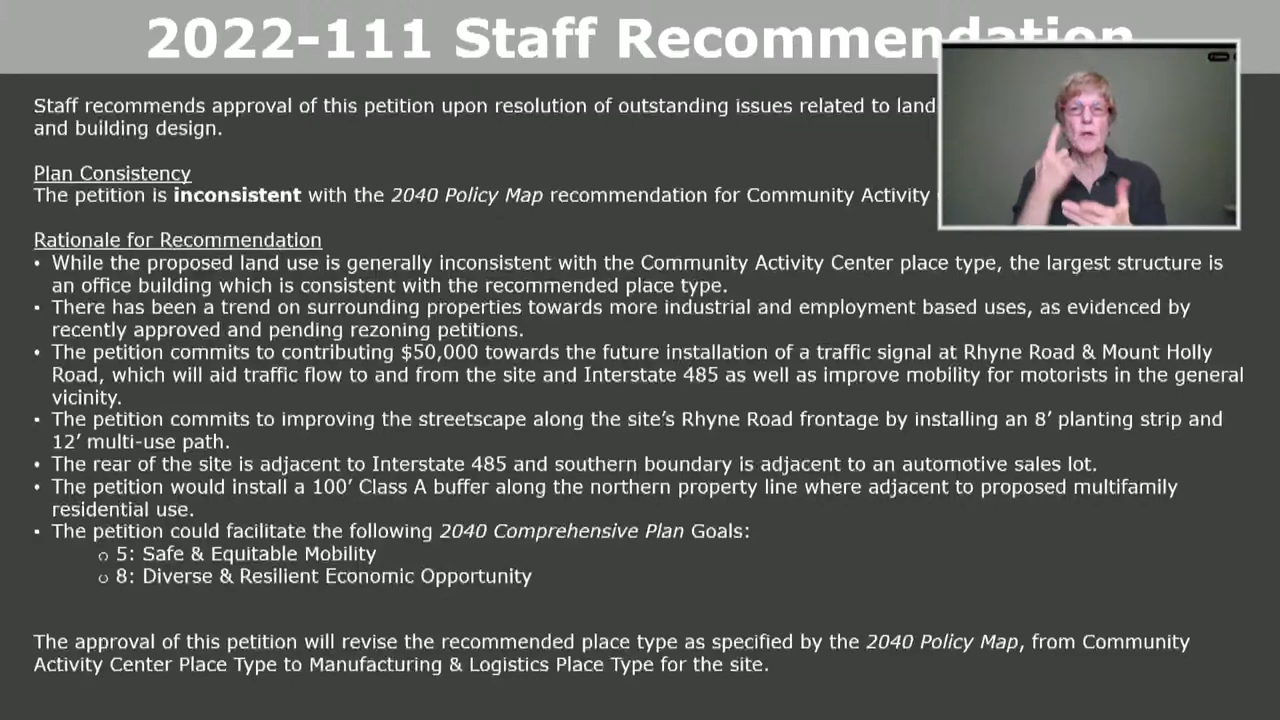 2022-111 Staff Recommendation
Staff recommends approval of this petition upon resolution of outstanding issues related to land
and building design.
Plan Consistency
The petition is inconsistent with the 2040 Policy Map recommendation for Community Activity
Rationale for Recommendation
• While the proposed land use is generally inconsistent with the Community Activity Center place type, the largest structure is
an office building which is consistent with the recommended place type.
• There has been a trend on surrounding properties towards more industrial and employment based uses, as evidenced by
recently approved and pending rezoning petitions.
• The petition commits to contributing $50,000 towards the future installation of a traffic signal at Rhyne Road & Mount Holly
Road, which will aid traffic flow to and from the site and Interstate 485 as well as improve mobility for motorists in the general
vicinity.
• The petition commits to improving the streetscape along the site’s Rhyne Road frontage by installing an 8’ planting strip and
12’ multi-use path.
• The rear of the site is adjacent to Interstate 485 and southern boundary is adjacent to an automotive sales lot.
• The petition would install a 100’ Class A buffer along the northern property line where adjacent to proposed multifamily
residential use.
• The petition could facilitate the following 2040 Comprehensive Plan Goals:
o 5: Safe & Equitable Mobility
o 8: Diverse & Resilient Economic Opportunity
The approval of this petition will revise the recommended place type as specified by the 2040 Policy Map, from Community
Activity Center Place Type to Manufacturing & Logistics Place Type for the site.